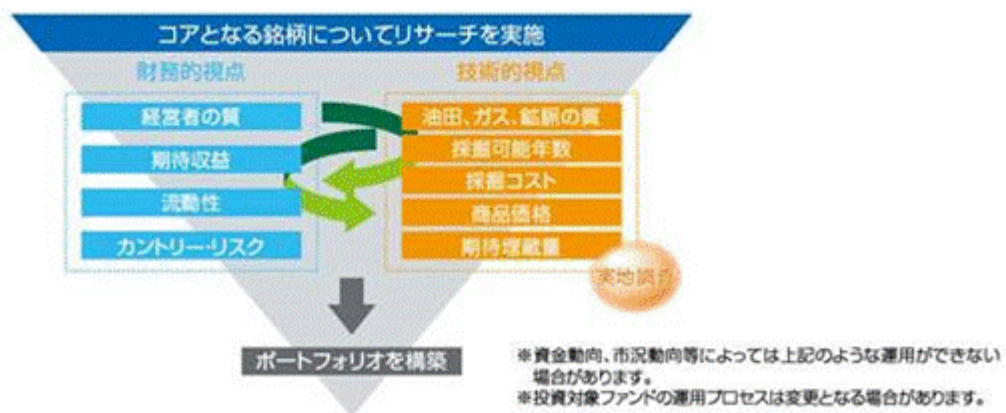 コアとなる銘柄についてリサーチを実施
財務的視点
技術的視点
経営者の質
期待収益
流動性
カントリー・リスク
油田、ガス、鉱脈の質
採掘可能年数
採掘コスト
商品価格
期待埋蔵量
実地調査
ポートフォリオを構築
※資金動向、市況動向等によっては上記のような運用ができない
場合があります。
※投資対象ファンドの運用プロセスは変更となる場合があります。